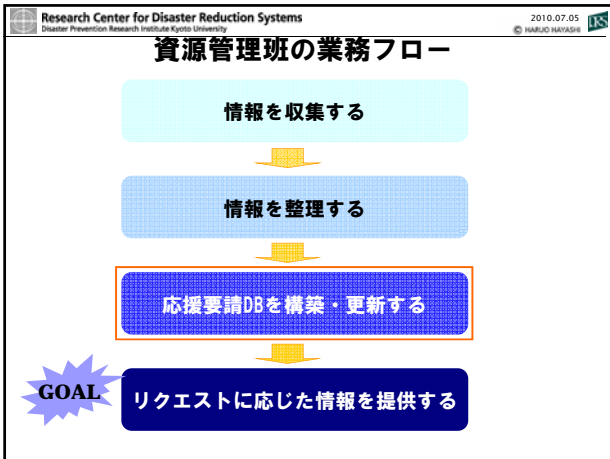 Research Center for Disaster Reduction Systems
Disaster Prevention Research Institute Kyoto University
2010.07.05
© HARUO HAYASHI
DRS
資源管理班の業務フロー
情報を収集する
情報を整理する
応援要請DBを構築・更新する
GOAL
リクエストに応じた情報を提供する